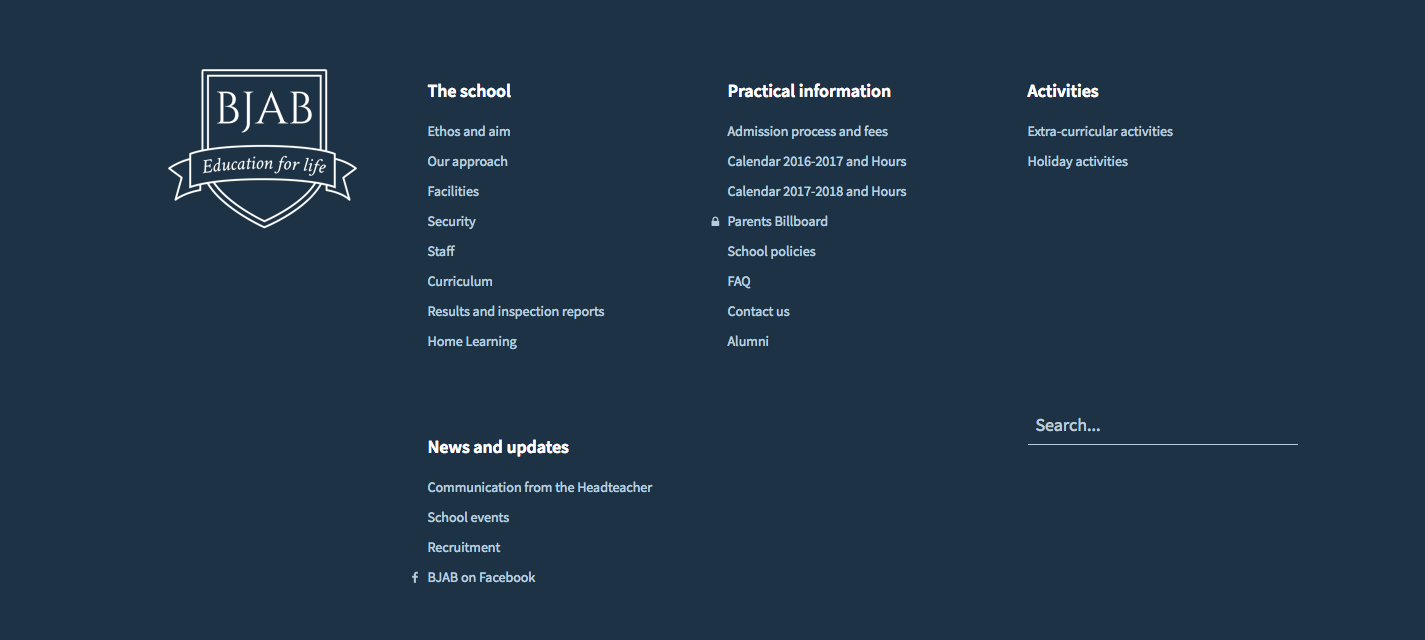 BJAB
Education for life
The school
Ethos and aim
Our approach
Facilities
Security
Staff
Curriculum
Results and inspection reports
Home Learning
Practical information
Admission process and fees
Calendar 2016-2017 and Hours
Calendar 2017-2018 and Hours
Parents Billboard
School policies
FAQ
Contact us
Alumni
Activities
Extra-curricular activities
Holiday activities
Search...
News and updates
Communication from the Headteacher
School events
Recruitment
BJAB on Facebook